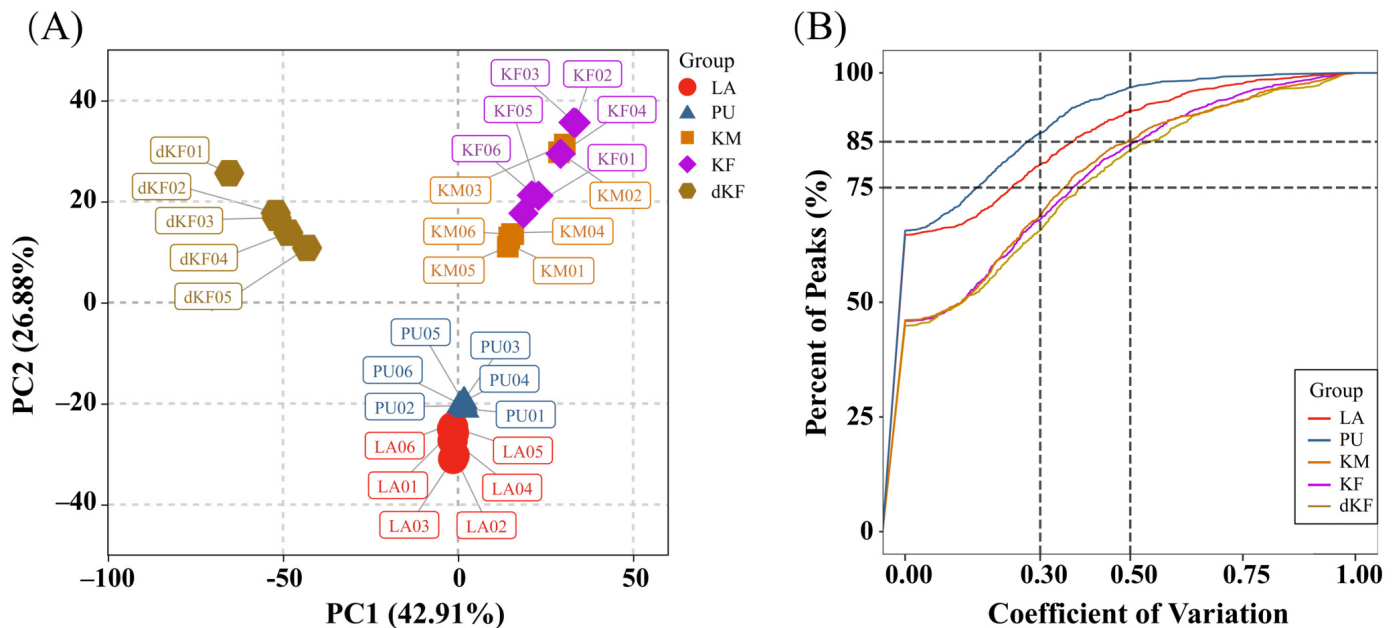 (A)
Group
LA
PU
KM
KF
dKF
KF03
KF02
KF05
KF04
KF06
KF01
KM03
KM02
KM06
KM04
KM05
KM01
dKF01
dKF02
dKF03
dKF04
dKF05
PU05
PU03
PU06
PU04
PU02
PU01
LA06
LA05
LA01
LA04
LA03
LA02
40
20
0
−20
−40
−100
-50
0
50
PC2 (26.88%)
PC1 (42.91%)
(B)
100
85
75
50
25
0
0.00
0.30
0.50
0.75
1.00
Percent of Peaks (%)
Coefficient of Variation
Group
LA
PU
KM
KF
dKF